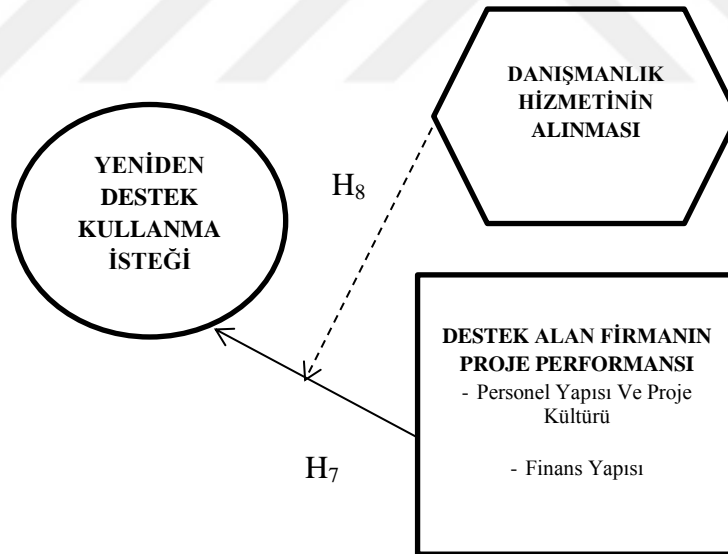 DANIŞMANLIK
HİZMETİNİN
ALINMASI
YENİDEN
DESTEK
KULLANMA
İSTEĞİ
H₈
DESTEK ALAN FİRMANIN
PROJE PERFORMANSI
- Personel Yapısı Ve Proje
Kültürü
- Finans Yapısı
H₇